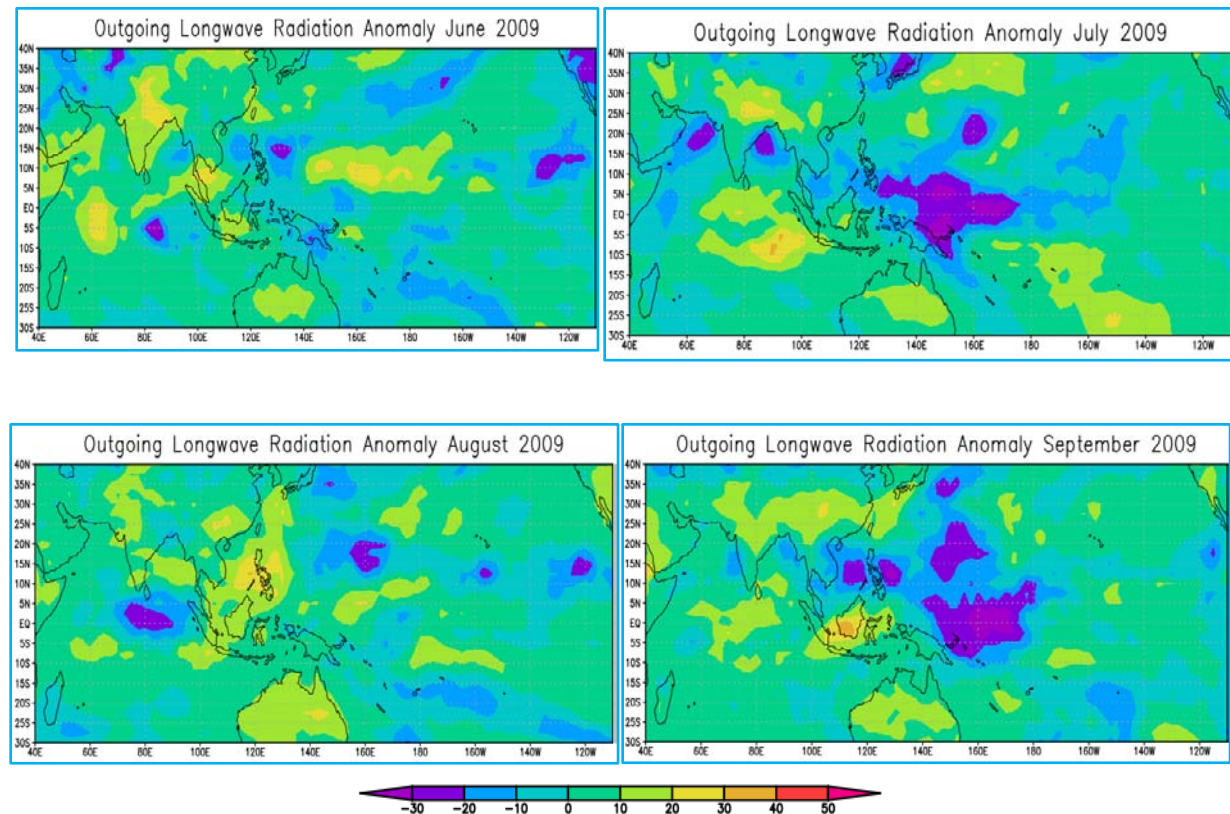 Outgoing Longwave Radiation Anomaly June 2009
40N
35N
30N
25N
20N
15N
10N
5N
EQ
5S
10S
15S
20S
25S
30S
40E 60E 80E 100E 120E 140E 160E 180 160W 140W 120W
Outgoing Longwave Radiation Anomaly July 2009
40N
35N
30N
25N
20N
15N
10N
5N
EQ
5S
10S
15S
20S
25S
30S
40E 60E 80E 100E 120E 140E 160E 180 160W 140W 120W
Outgoing Longwave Radiation Anomaly August 2009
40N
35N
30N
25N
20N
15N
10N
5N
EQ
5S
10S
15S
20S
25S
30S
40E 60E 80E 100E 120E 140E 160E 180 160W 140W 120W
Outgoing Longwave Radiation Anomaly September 2009
40N
35N
30N
25N
20N
15N
10N
5N
EQ
5S
10S
15S
20S
25S
30S
40E 60E 80E 100E 120E 140E 160E 180 160W 140W 120W
-30 -20 -10 0 10 20 30 40 50